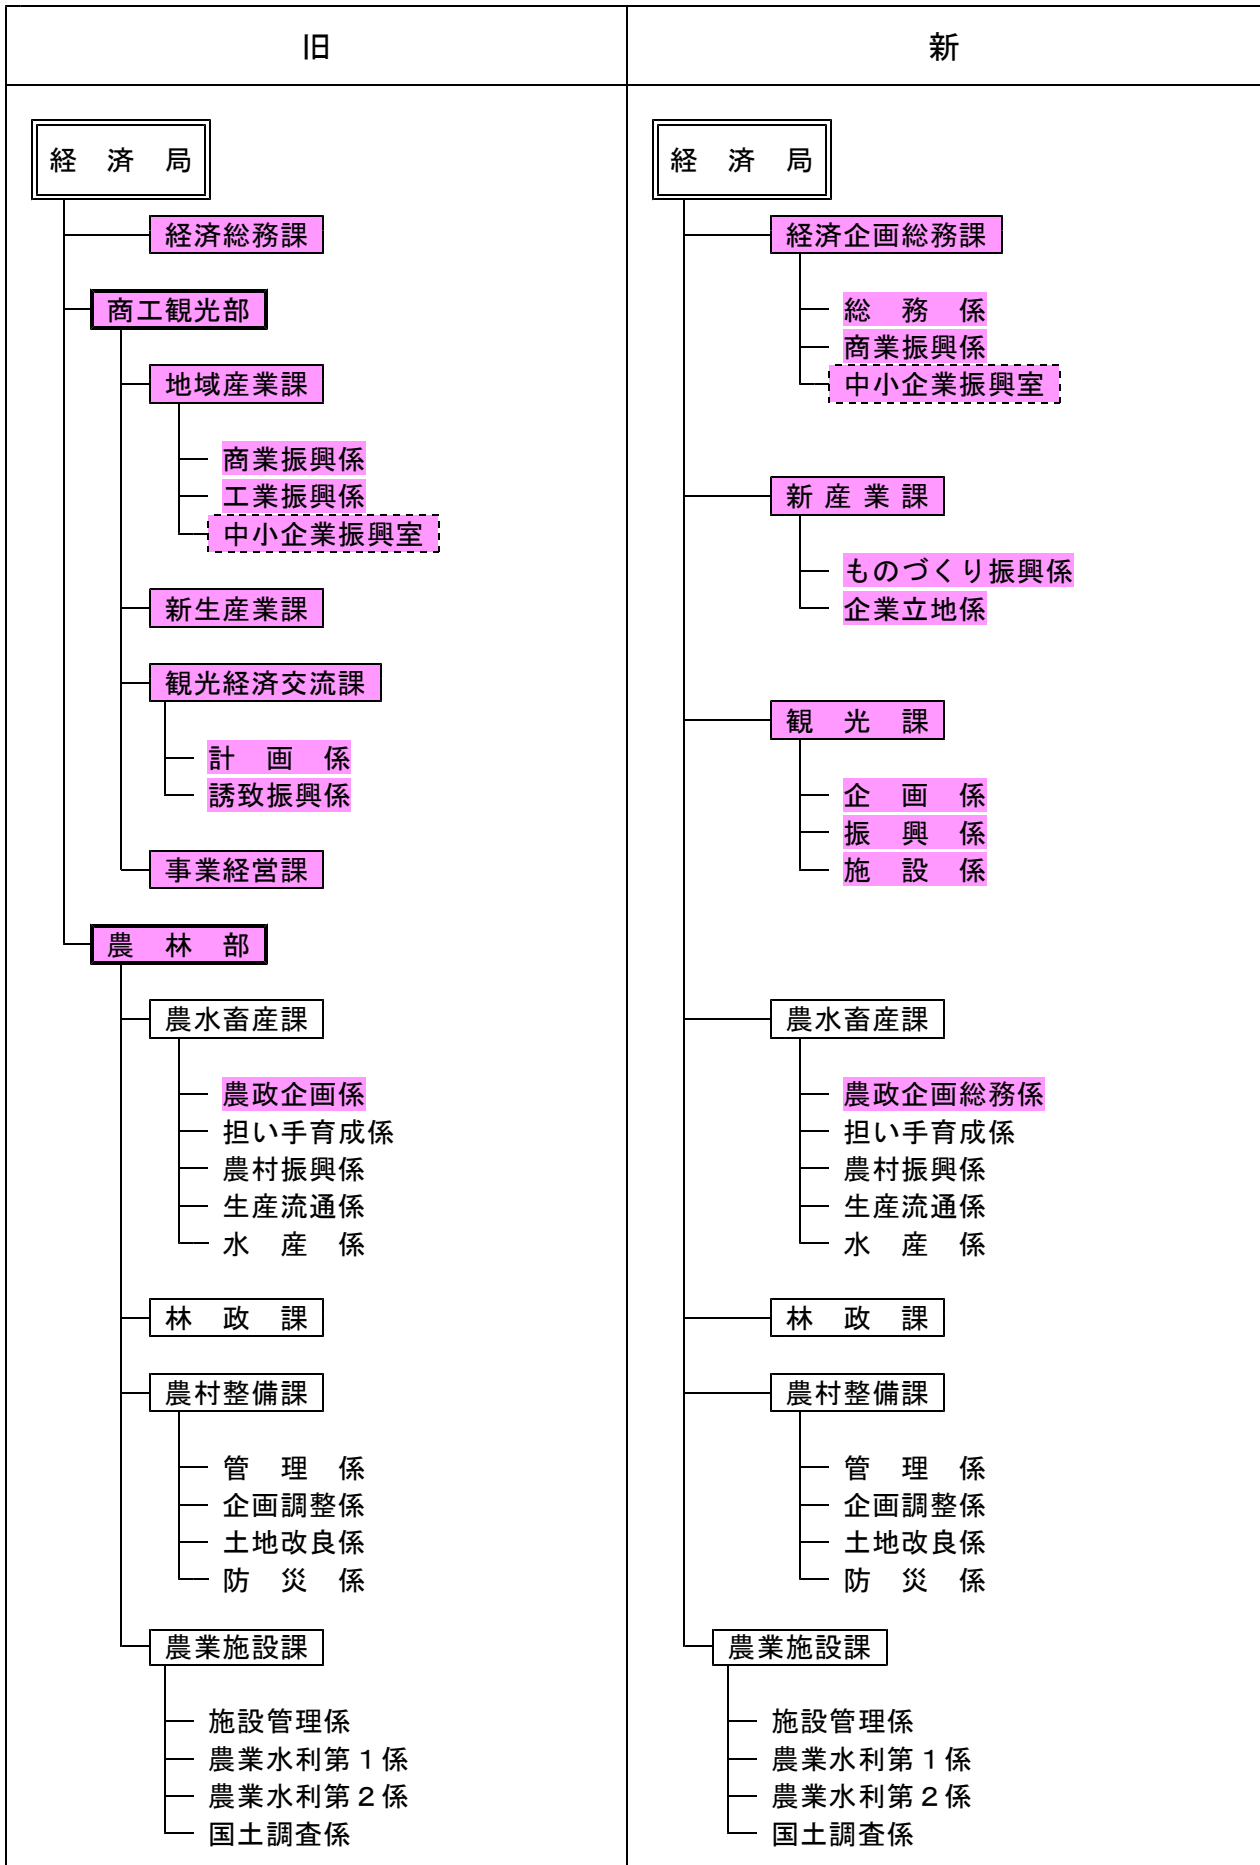 旧
経　済　局
経済総務課
商工観光部
地域産業課
商業振興係
工業振興係
中小企業振興室
新生産業課
観光経済交流課
計　画　係
誘致振興係
事業経営課
農　林　部
農水畜産課
農政企画係
担い手育成係
農村振興係
生産流通係
水　産　係
林　政　課
農村整備課
管　理　係
企画調整係
土地改良係
防　災　係
農業施設課
施設管理係
農業水利第１係
農業水利第２係
国土調査係
新
経　済　局
経済企画総務課
総　務　係
商業振興係
中小企業振興室
新 産 業 課
ものづくり振興係
企業立地係
観　光　課
企　画　係
振　興　係
施　設　係
農水畜産課
農政企画総務係
担い手育成係
農村振興係
生産流通係
水　産　係
林　政　課
農村整備課
管　理　係
企画調整係
土地改良係
防　災　係
農業施設課
施設管理係
農業水利第１係
農業水利第２係
国土調査係